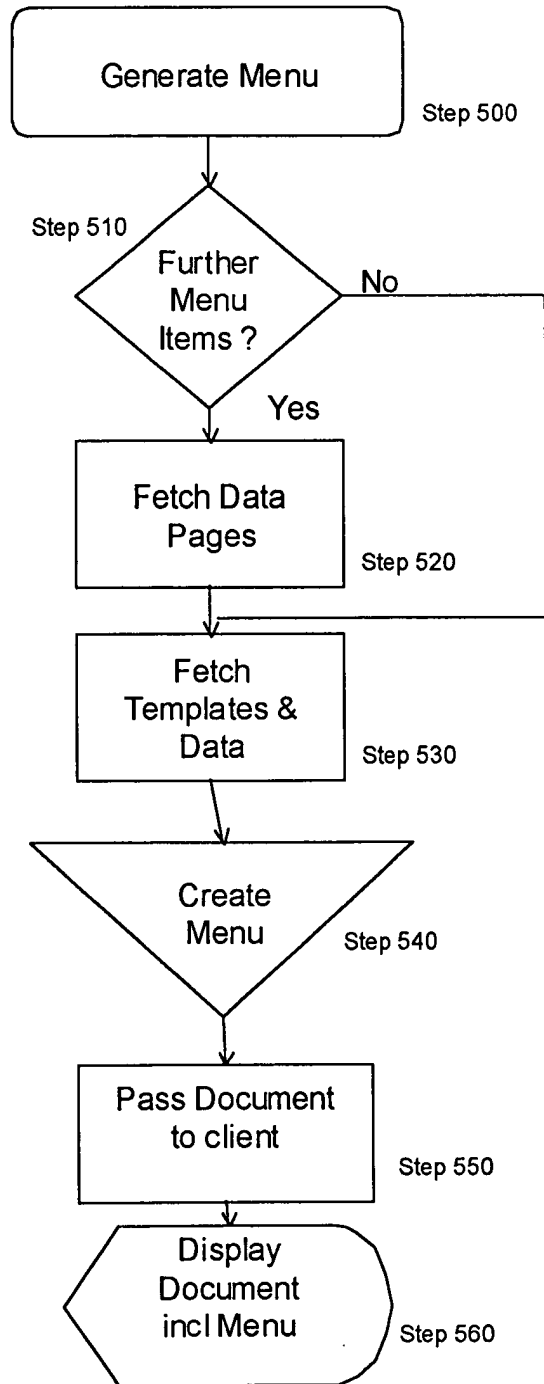 Generate Menu
Step 500
Step 510
Further
Menu
Items ?
No
Yes
Fetch Data
Pages
Step 520
Fetch
Templates &
Data
Step 530
Create
Menu
Step 540
Pass Document
to client
Step 550
Display
Document
incl Menu
Step 560